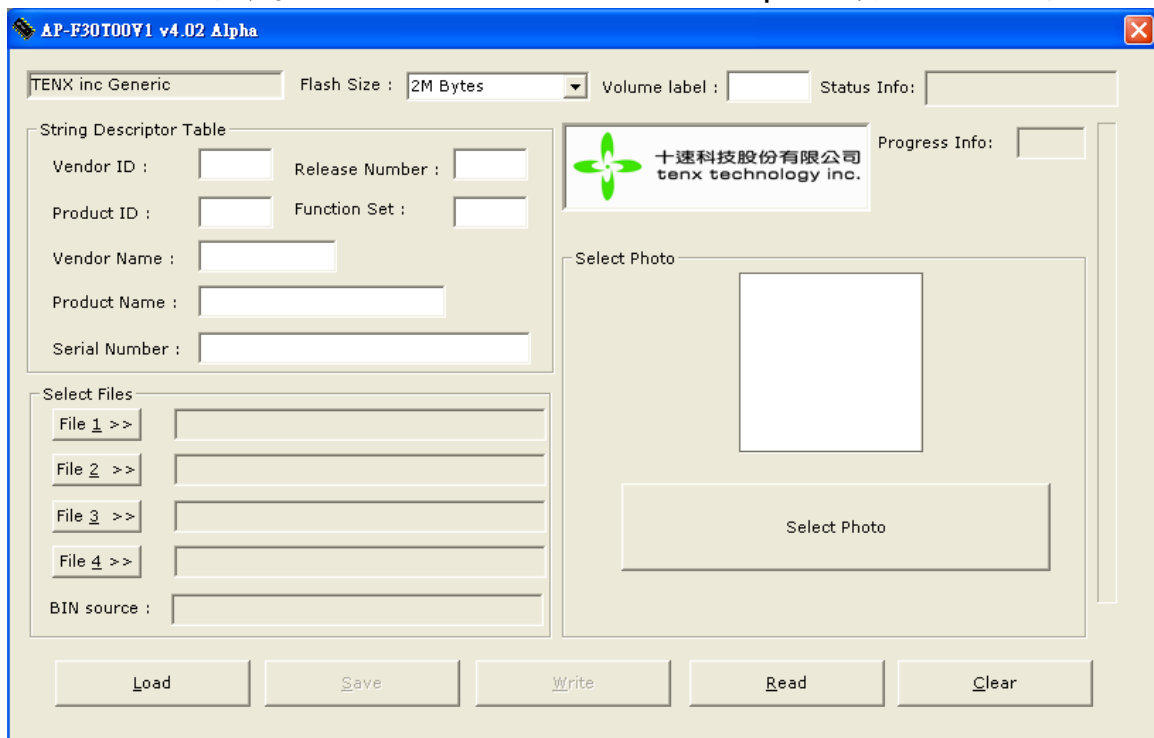 AP-F30T00V1 v4.02 Alpha
TENX inc Generic
Flash Size :
2M Bytes
Volume label :
Status Info:
String Descriptor Table
Vendor ID :
Release Number :
Product ID :
Function Set :
Vendor Name :
Product Name :
Serial Number :
十速科技股份有限公司
tenx technology inc.
Progress Info:
Select Photo
Select Photo
Select Files
File 1 >>
File 2 >>
File 3 >>
File 4 >>
BIN source :
Load
Save
Write
Read
Clear